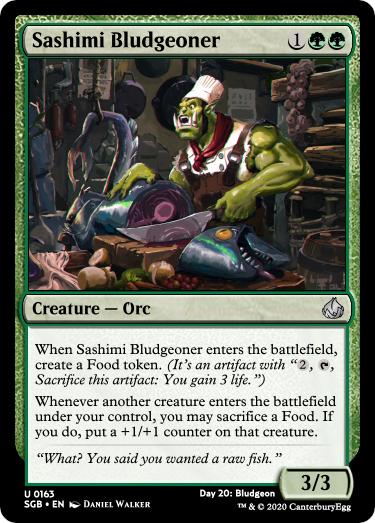 Sashimi Bludgeoner 1
Creature — Orc
When Sashimi Bludgeoner enters the battlefield,
create a Food token. (It's an artifact with “2, T,
Sacrifice this artifact: You gain 3 life.”)
Whenever another creature enters the battlefield
under your control, you may sacrifice a Food. If
you do, put a +1/+1 counter on that creature.
“What? You said you wanted a raw fish.”
3/3
U 0163 Day 20: Bludgeon
SGB • EN DANIEL WALKER ™ & © 2020 CanterburyEgg